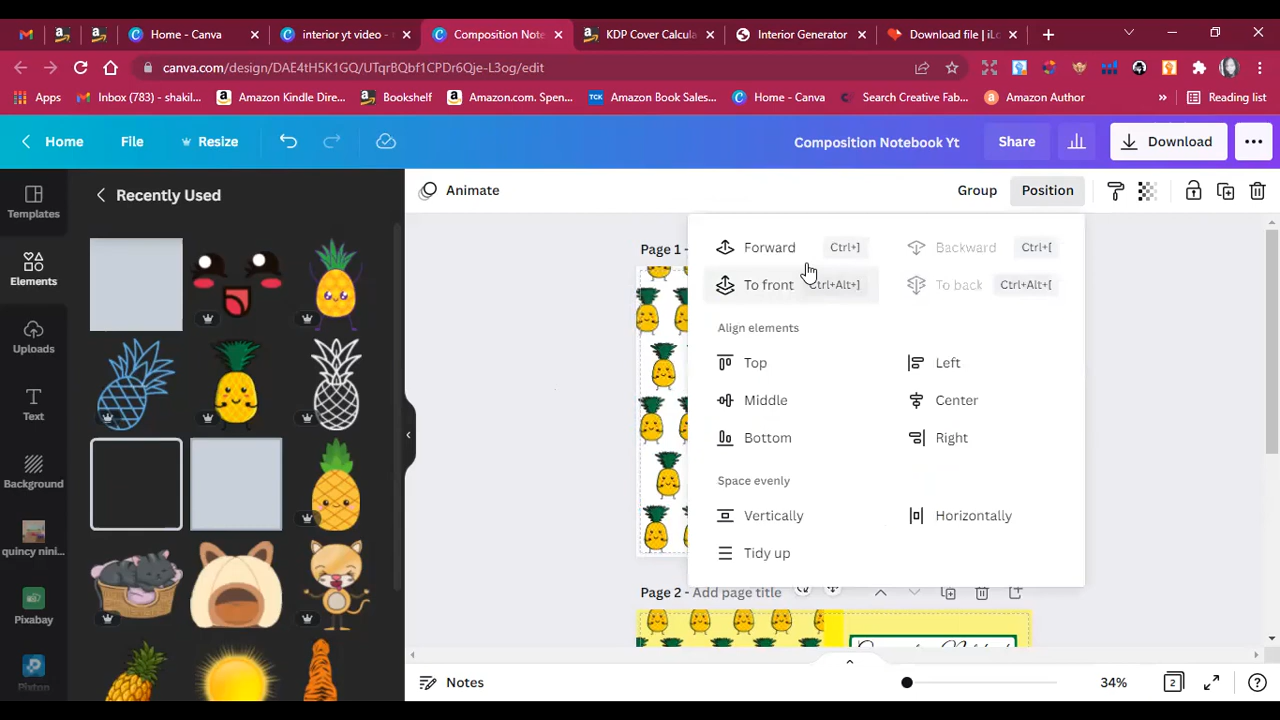 Home - Canva
interior yt video -
Composition Note
KDP Cover Calcula
Interior Generator
Download file | iLo
canva.com/design/DAE4tH5K1GQ/UTqrBQbf1CPDr6Qje-L3og/edit
Apps
Inbox (783) - shakil...
Amazon Kindle Dire...
Bookshelf
Amazon.com. Spen...
TCK
Amazon Book Sales...
Home - Canva
Search Creative Fab...
Amazon Author
»
Reading list
Home
File
Resize
Composition Notebook Yt
Share
Download
Templates
Recently Used
Animate
Group
Position
Elements
Uploads
Text
Background
quincy nini...
Pixabay
Pixton
Page 1 -
Forward
Ctrl+]
Backward
Ctrl+[
To front
Ctrl+Alt+]
To back
Ctrl+Alt+[
Align elements
Top
Left
Middle
Center
Bottom
Right
Space evenly
Vertically
Horizontally
Tidy up
Page 2 - Add page title
Notes
34%
2